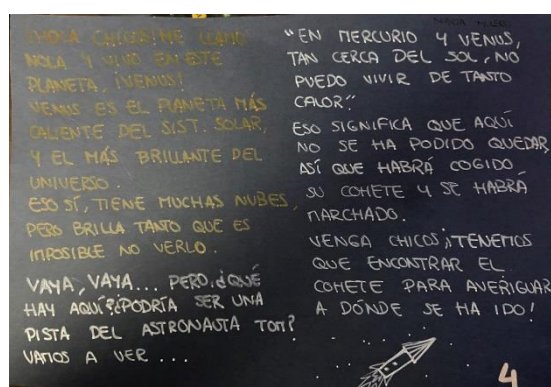 ¡HOLA CHICOS! ME LLAMO
NOLA Y VIVO EN ESTE
PLANETA, ¡VENUS!
VENUS ES EL PLANETA MÁS
CALIENTE DEL SIST. SOLAR,
Y EL MÁS BRILLANTE DEL
UNIVERSO.
ESO SÍ, TIENE MUCHAS NUBES,
PERO BRILLA TANTO QUE ES
IMPOSIBLE NO VERLO.
VAYA, VAYA... PERO, ¿QUÉ
HAY AQUÍ? ¿PODRÍA SER UNA
PISTA DEL ASTRONAUTA TOM?
VAMOS A VER...
"EN MERCURIO Y VENUS,
TAN CERCA DEL SOL, NO
PUEDO VIVIR DE TANTO
CALOR."
ESO SIGNIFICA QUE AQUÍ
NO SE HA PODIDO QUEDAR,
ASÍ QUE HABRÁ COGIDO
SU COHETE Y SE HABRÁ
MARCHADO.
VENGA CHICOS, ¡TENEMOS
QUE ENCONTRAR EL
COHETE PARA AVERIGUAR
A DÓNDE SE HA IDO!
4